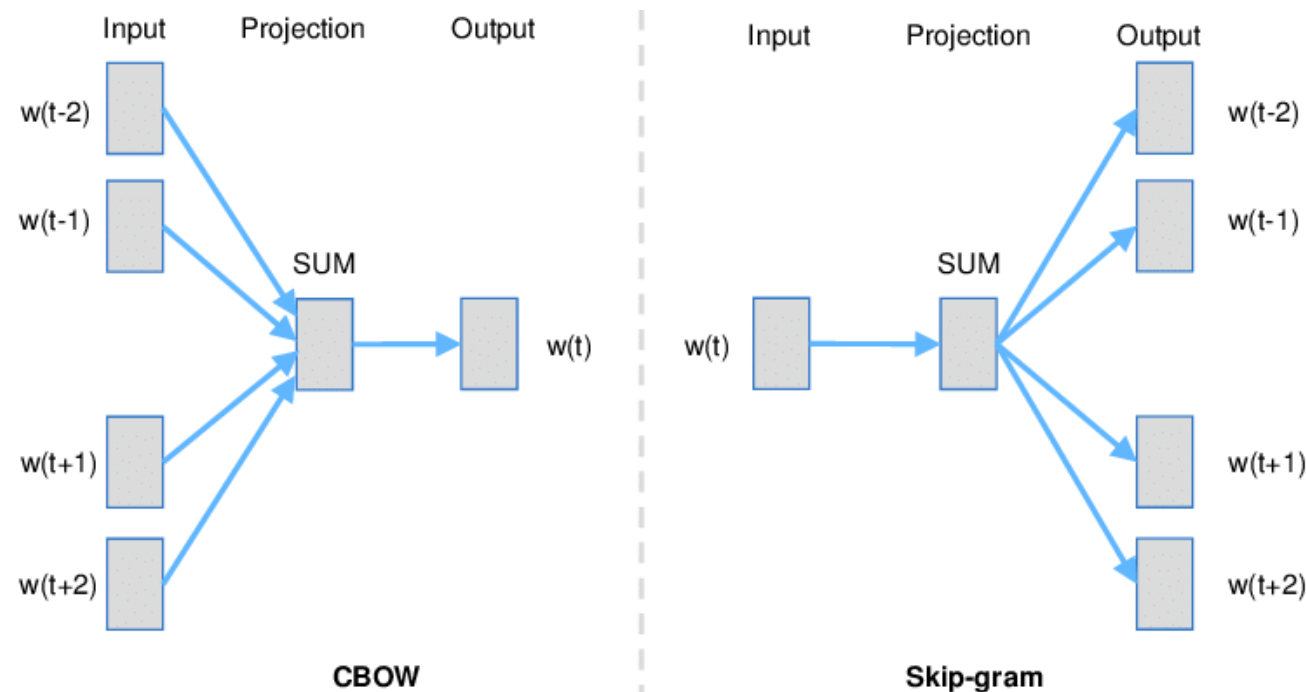 Input Projection Output
w(t-2)
w(t-1)
SUM
w(t)
w(t+1)
w(t+2)
CBOW
Input Projection Output
w(t-2)
w(t-1)
SUM
w(t)
w(t+1)
w(t+2)
Skip-gram